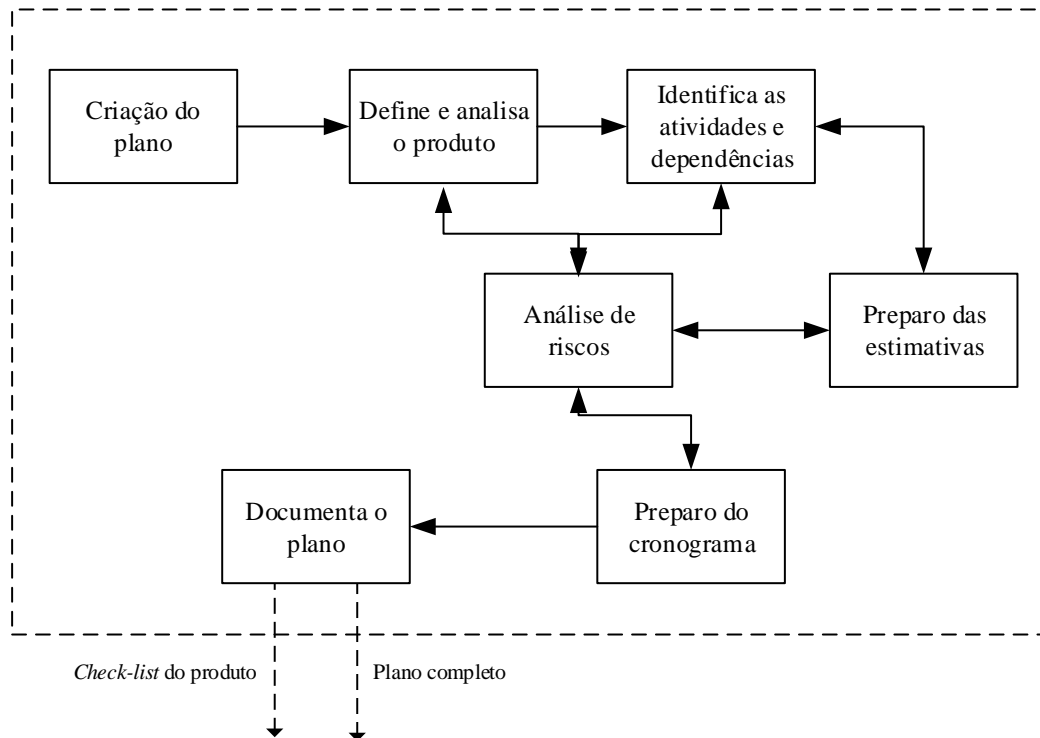 Criação do
plano
Define e analisa
o produto
Identifica as
atividades e
dependências
Análise de
riscos
Preparo das
estimativas
Documenta o
plano
Preparo do
cronograma
Check-list do produto
Plano completo